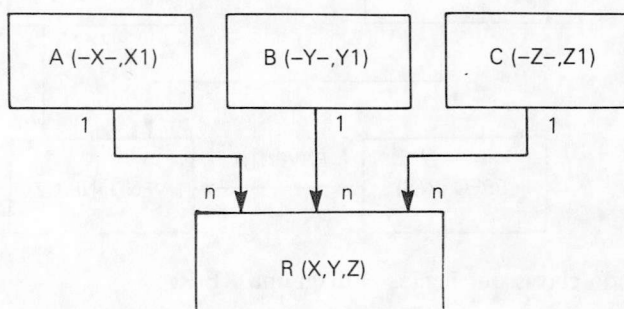 A (–X–,X1)
B (–Y–,Y1)
C (–Z–,Z1)
1
1
1
n
n
n
R (X,Y,Z)